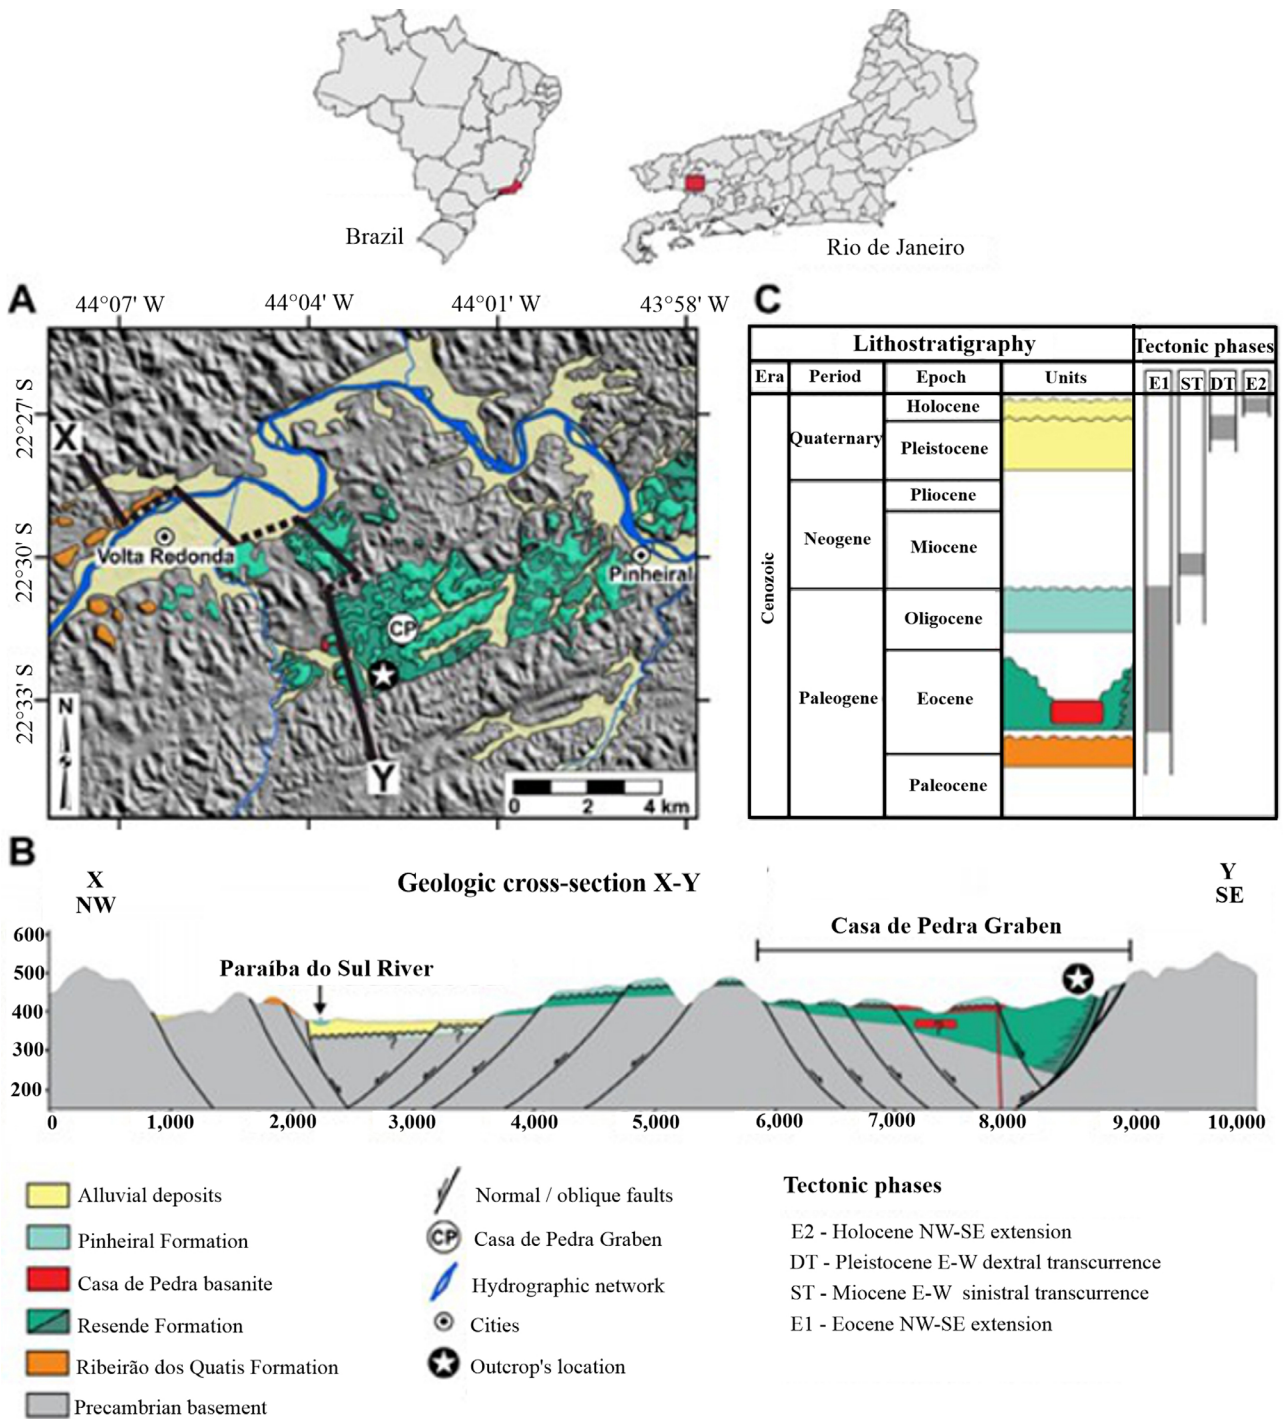 Brazil
Rio de Janeiro
A
44°07' W
44°04' W
44°01' W
43°58' W
22°27' S
22°30' S
22°33' S
X
Volta Redonda
Pinheiral
CP
N
Y
0 2 4 km
C
Lithostratigraphy
Tectonic phases
Era
Period
Epoch
Units
E1
ST
DT
E2
Cenozoic
Quaternary
Neogene
Paleogene
Holocene
Pleistocene
Pliocene
Miocene
Oligocene
Eocene
Paleocene
B
X
NW
Geologic cross-section X-Y
Y
SE
Casa de Pedra Graben
Paraíba do Sul River
600
500
400
300
200
?
?
?
0 1,000 2,000 3,000 4,000 5,000 6,000 7,000 8,000 9,000 10,000
Alluvial deposits
Pinheiral Formation
Casa de Pedra basanite
Resende Formation
Ribeirão dos Quatis Formation
Precambrian basement
Normal / oblique faults
CP
Casa de Pedra Graben
Hydrographic network
Cities
Outcrop's location
Tectonic phases
E2 - Holocene NW-SE extension
DT - Pleistocene E-W dextral transcurrence
ST - Miocene E-W sinistral transcurrence
E1 - Eocene NW-SE extension